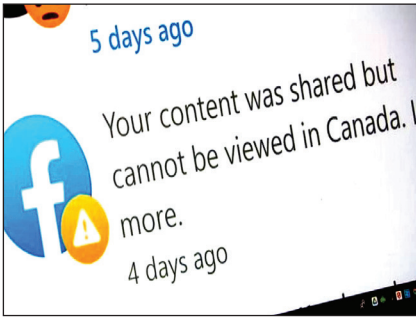 5 days ago
Your content was shared but
cannot be viewed in Canada.
more.
4 days ago